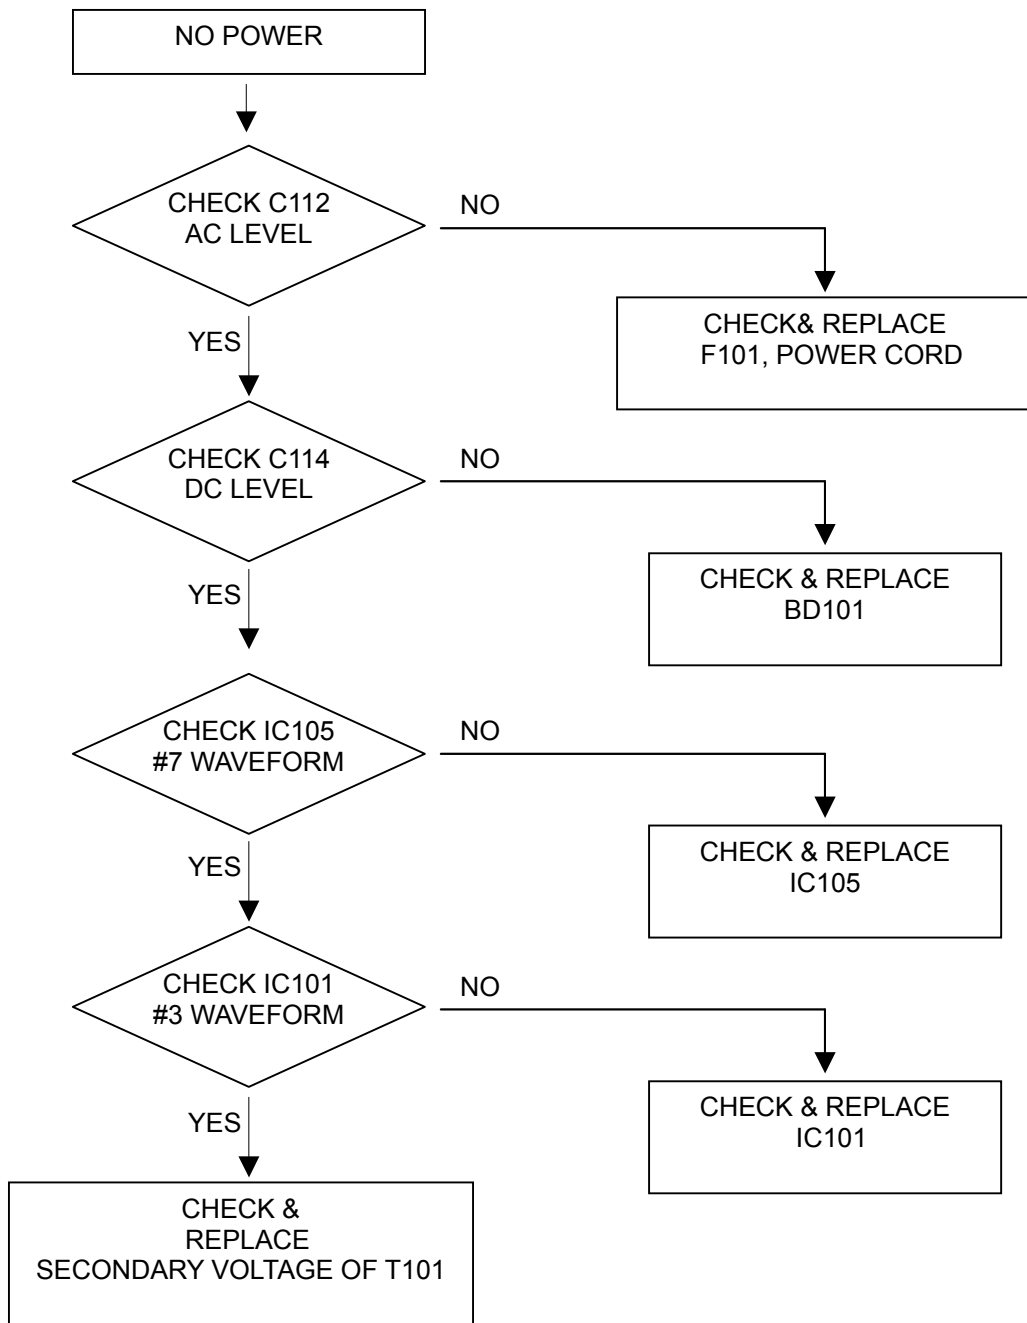 NO POWER
CHECK C112
AC LEVEL
NO
CHECK& REPLACE
F101, POWER CORD
YES
CHECK C114
DC LEVEL
NO
CHECK & REPLACE
BD101
YES
CHECK IC105
#7 WAVEFORM
NO
CHECK & REPLACE
IC105
YES
CHECK IC101
#3 WAVEFORM
NO
CHECK & REPLACE
IC101
YES
CHECK &
REPLACE
SECONDARY VOLTAGE OF T101